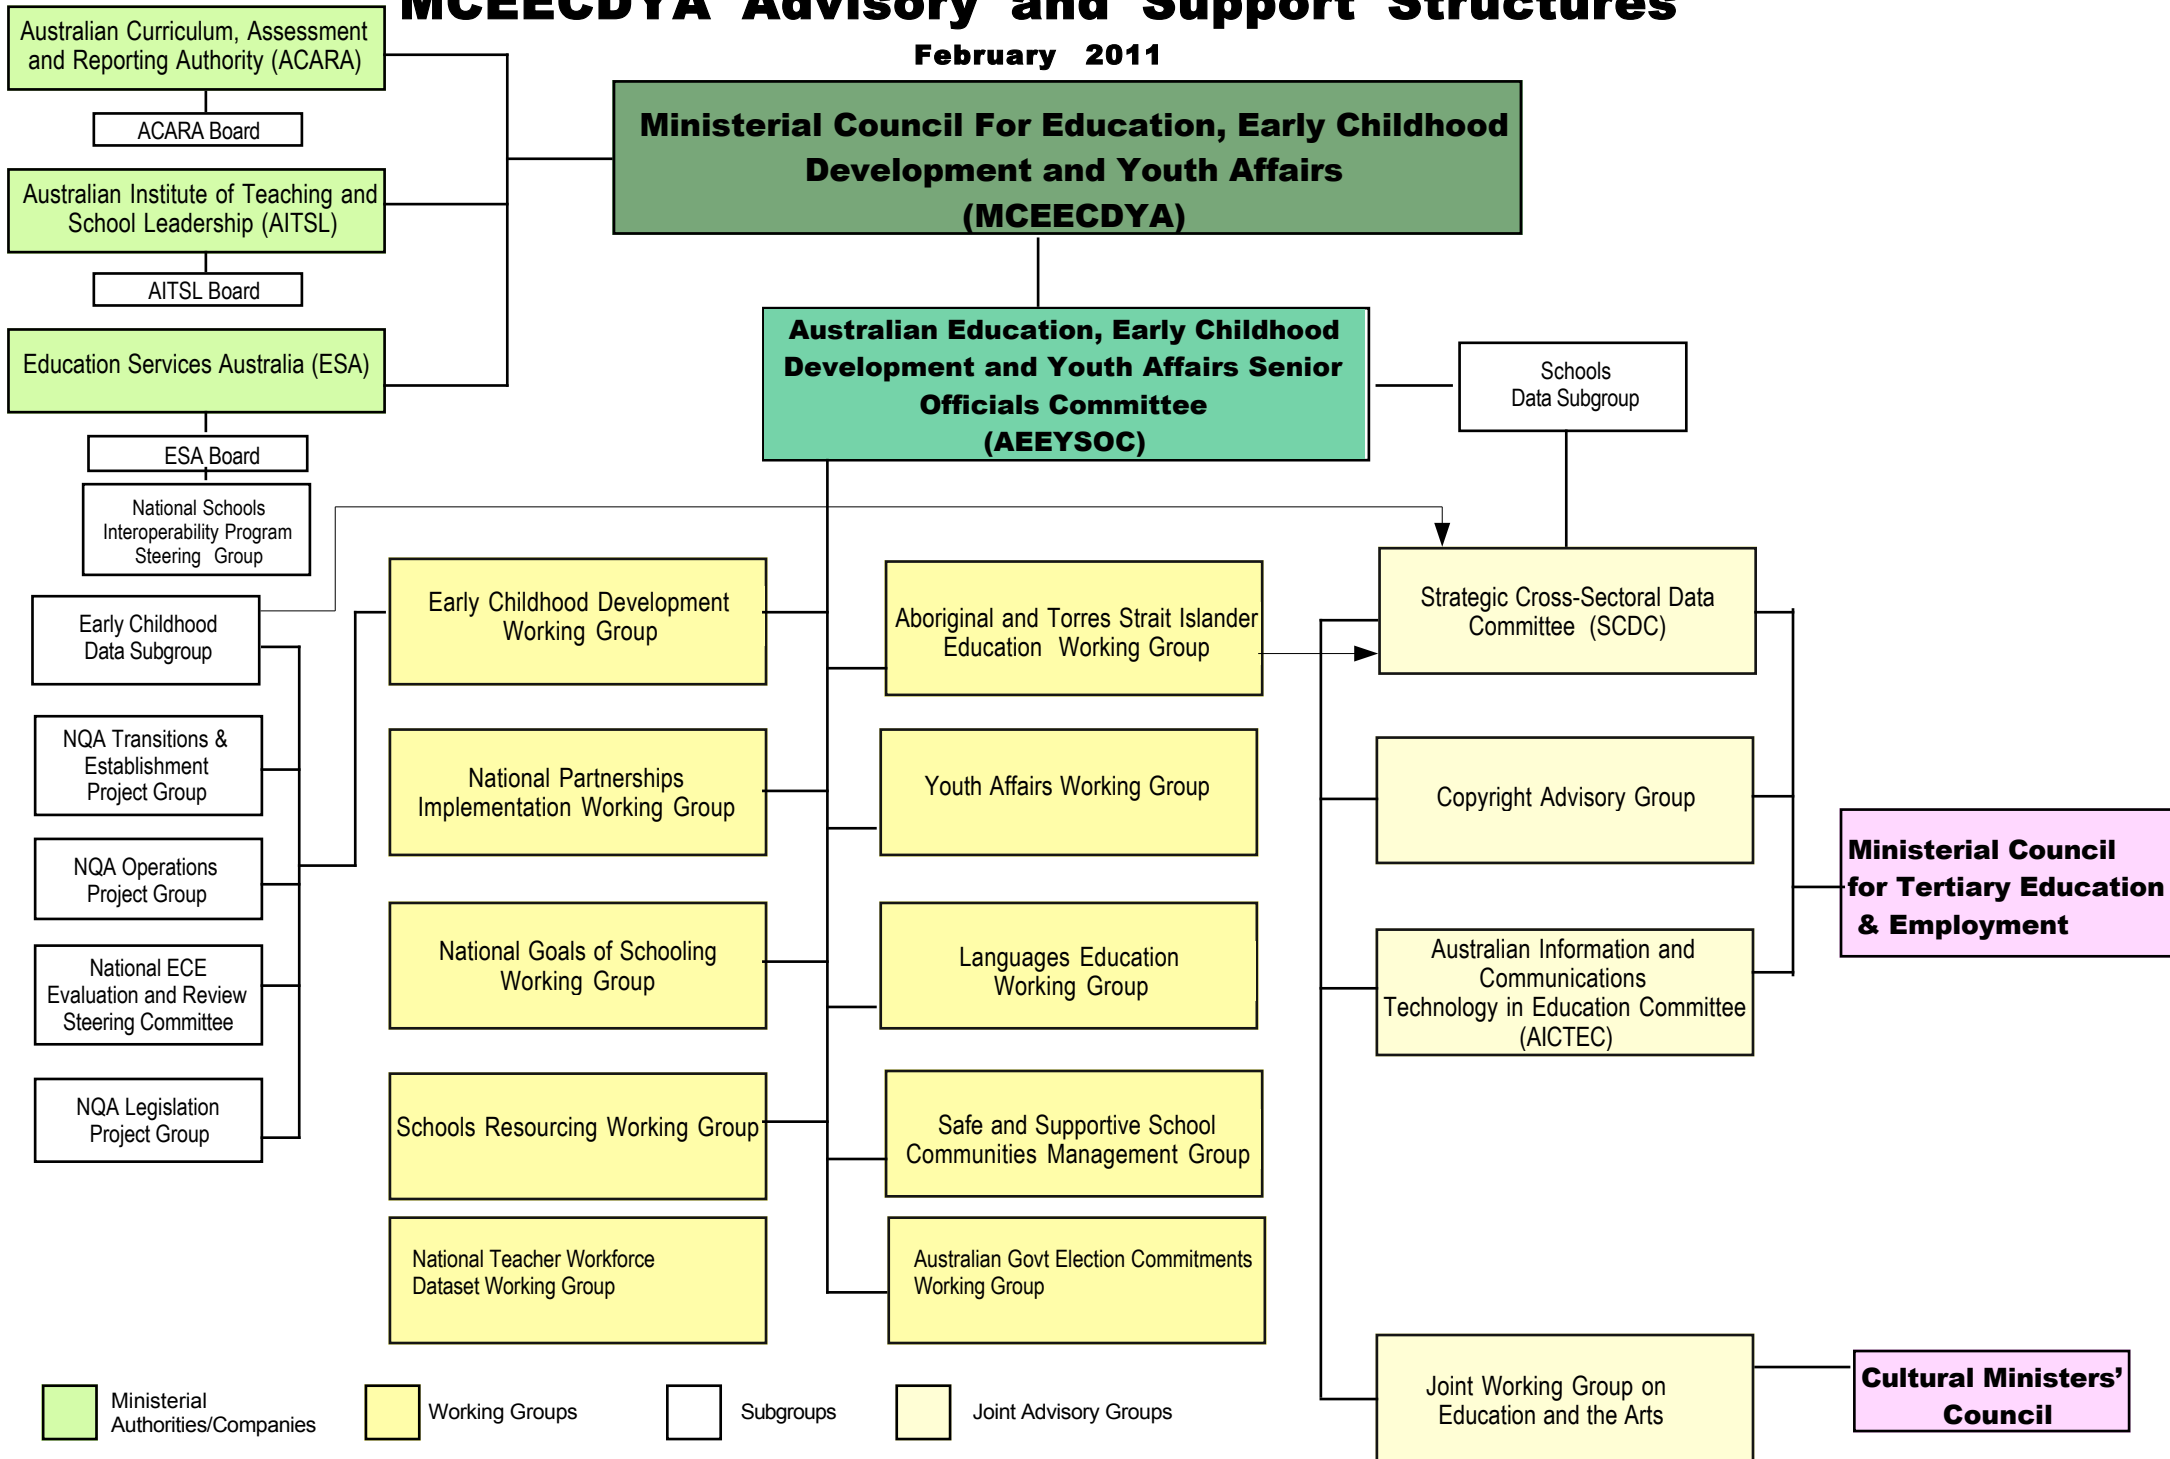 MCEECDYA Advisory and Support Structures
February 2011
Australian Curriculum, Assessment
and Reporting Authority (ACARA)
ACARA Board
Australian Institute of Teaching and
School Leadership (AITSL)
AITSL Board
Education Services Australia (ESA)
ESA Board
National Schools
Interoperability Program
Steering Group
Ministerial Council For Education, Early Childhood
Development and Youth Affairs
(MCEECDYA)
Australian Education, Early Childhood
Development and Youth Affairs Senior
Officials Committee
(AEEYSOC)
Schools
Data Subgroup
Early Childhood
Data Subgroup
NQA Transitions &
Establishment
Project Group
NQA Operations
Project Group
National ECE
Evaluation and Review
Steering Committee
NQA Legislation
Project Group
Early Childhood Development
Working Group
National Partnerships
Implementation Working Group
National Goals of Schooling
Working Group
Schools Resourcing Working Group
National Teacher Workforce
Dataset Working Group
Aboriginal and Torres Strait Islander
Education Working Group
Youth Affairs Working Group
Languages Education
Working Group
Safe and Supportive School
Communities Management Group
Australian Govt Election Commitments
Working Group
Strategic Cross-Sectoral Data
Committee (SCDC)
Copyright Advisory Group
Australian Information and
Communications
Technology in Education Committee
(AICTEC)
Joint Working Group on
Education and the Arts
Ministerial Council
for Tertiary Education
& Employment
Cultural Ministers’
Council
Ministerial
Authorities/Companies
Working Groups
Subgroups
Joint Advisory Groups